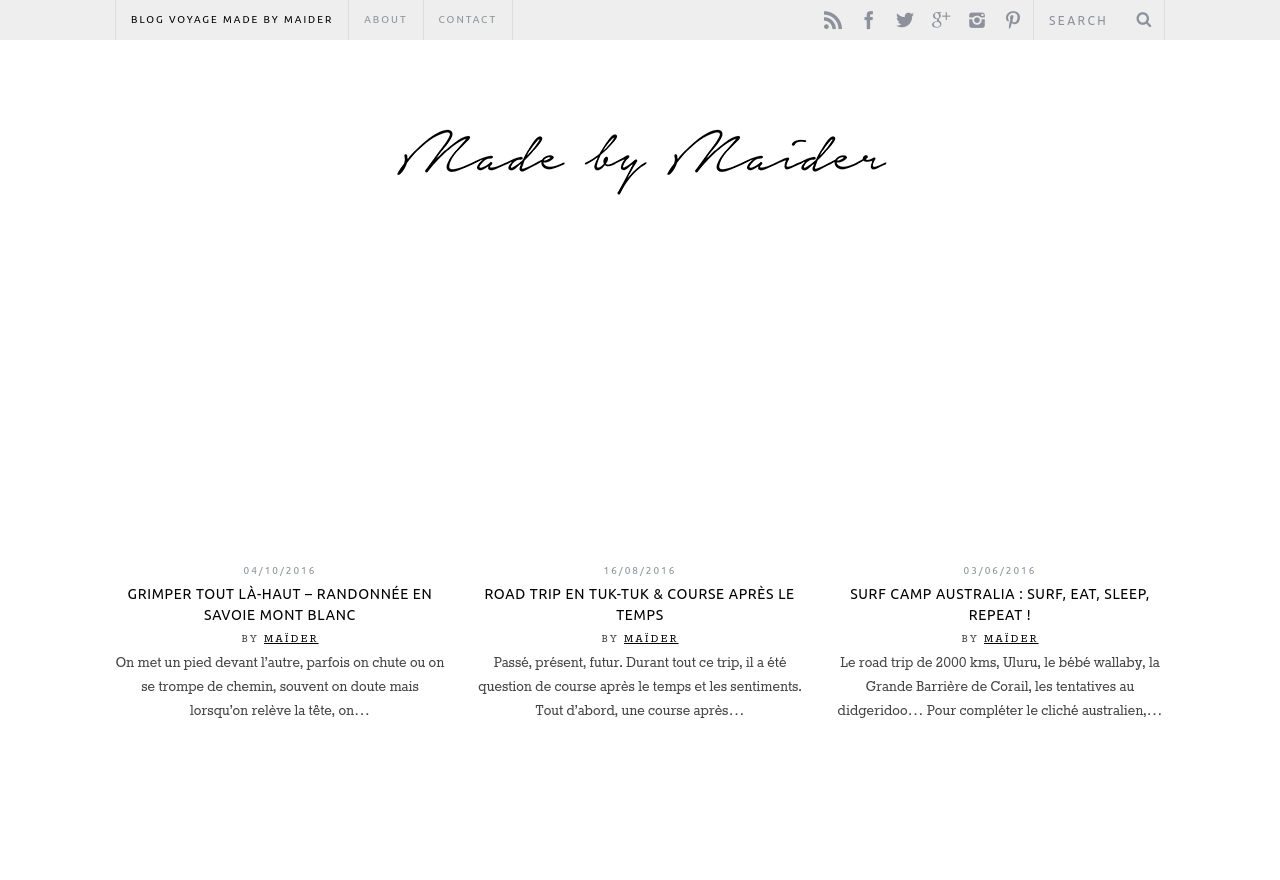 BLOG VOYAGE MADE BY MAIDER
ABOUT
CONTACT
SEARCH
Made by Maïder
04/10/2016
GRIMPER TOUT LÀ-HAUT – RANDONNÉE EN
SAVOIE MONT BLANC
BY MAÏDER
On met un pied devant l’autre, parfois on chute ou on
se trompe de chemin, souvent on doute mais
lorsqu’on relève la tête, on…
16/08/2016
ROAD TRIP EN TUK-TUK & COURSE APRÈS LE
TEMPS
BY MAÏDER
Passé, présent, futur. Durant tout ce trip, il a été
question de course après le temps et les sentiments.
Tout d’abord, une course après…
03/06/2016
SURF CAMP AUSTRALIA : SURF, EAT, SLEEP,
REPEAT !
BY MAÏDER
Le road trip de 2000 kms, Uluru, le bébé wallaby, la
Grande Barrière de Corail, les tentatives au
didgeridoo… Pour compléter le cliché australien,…